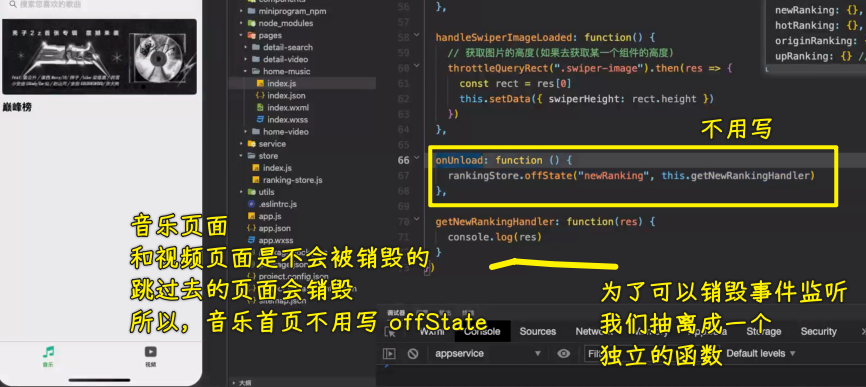 搜索您喜欢的歌曲
巅峰榜
音乐
视频
components
miniprogram_npm
node_modules
pages
detail-search
detail-video
home-music
index.js
index.json
index.wxml
index.wxss
home-video
service
store
index.js
ranking-store.js
utils
.eslintrc.js
app.js
app.json
app.wxss
project.config.json
大纲
56 },
57
58 handleSwiperImageLoaded: function() {
// 获取图片的高度(如果去获取某一个组件的高度)
60 throttleQueryRect(".swiper-image").then(res => {
61 const rect = res[0]
62 this.setData({ swiperHeight: rect.height })
63 })
64 },
65
66 onUnload: function () {
67 rankingStore.offState("newRanking", this.getNewRankingHandler)
68 },
70 getNewRankingHandler: function(res) {
71 console.log(res)
}
)
newRanking: {},
hotRanking: {},
originRanking:
upRanking: {} //
不用写
音乐页面
和视频页面是不会被销毁的
跳过去的页面会销毁
所以，音乐首页不用写 offState
为了可以销毁事件监听
我们抽离成一个
独立的函数
调试器
Wxml Console Sources Storage Security
appservice Default levels